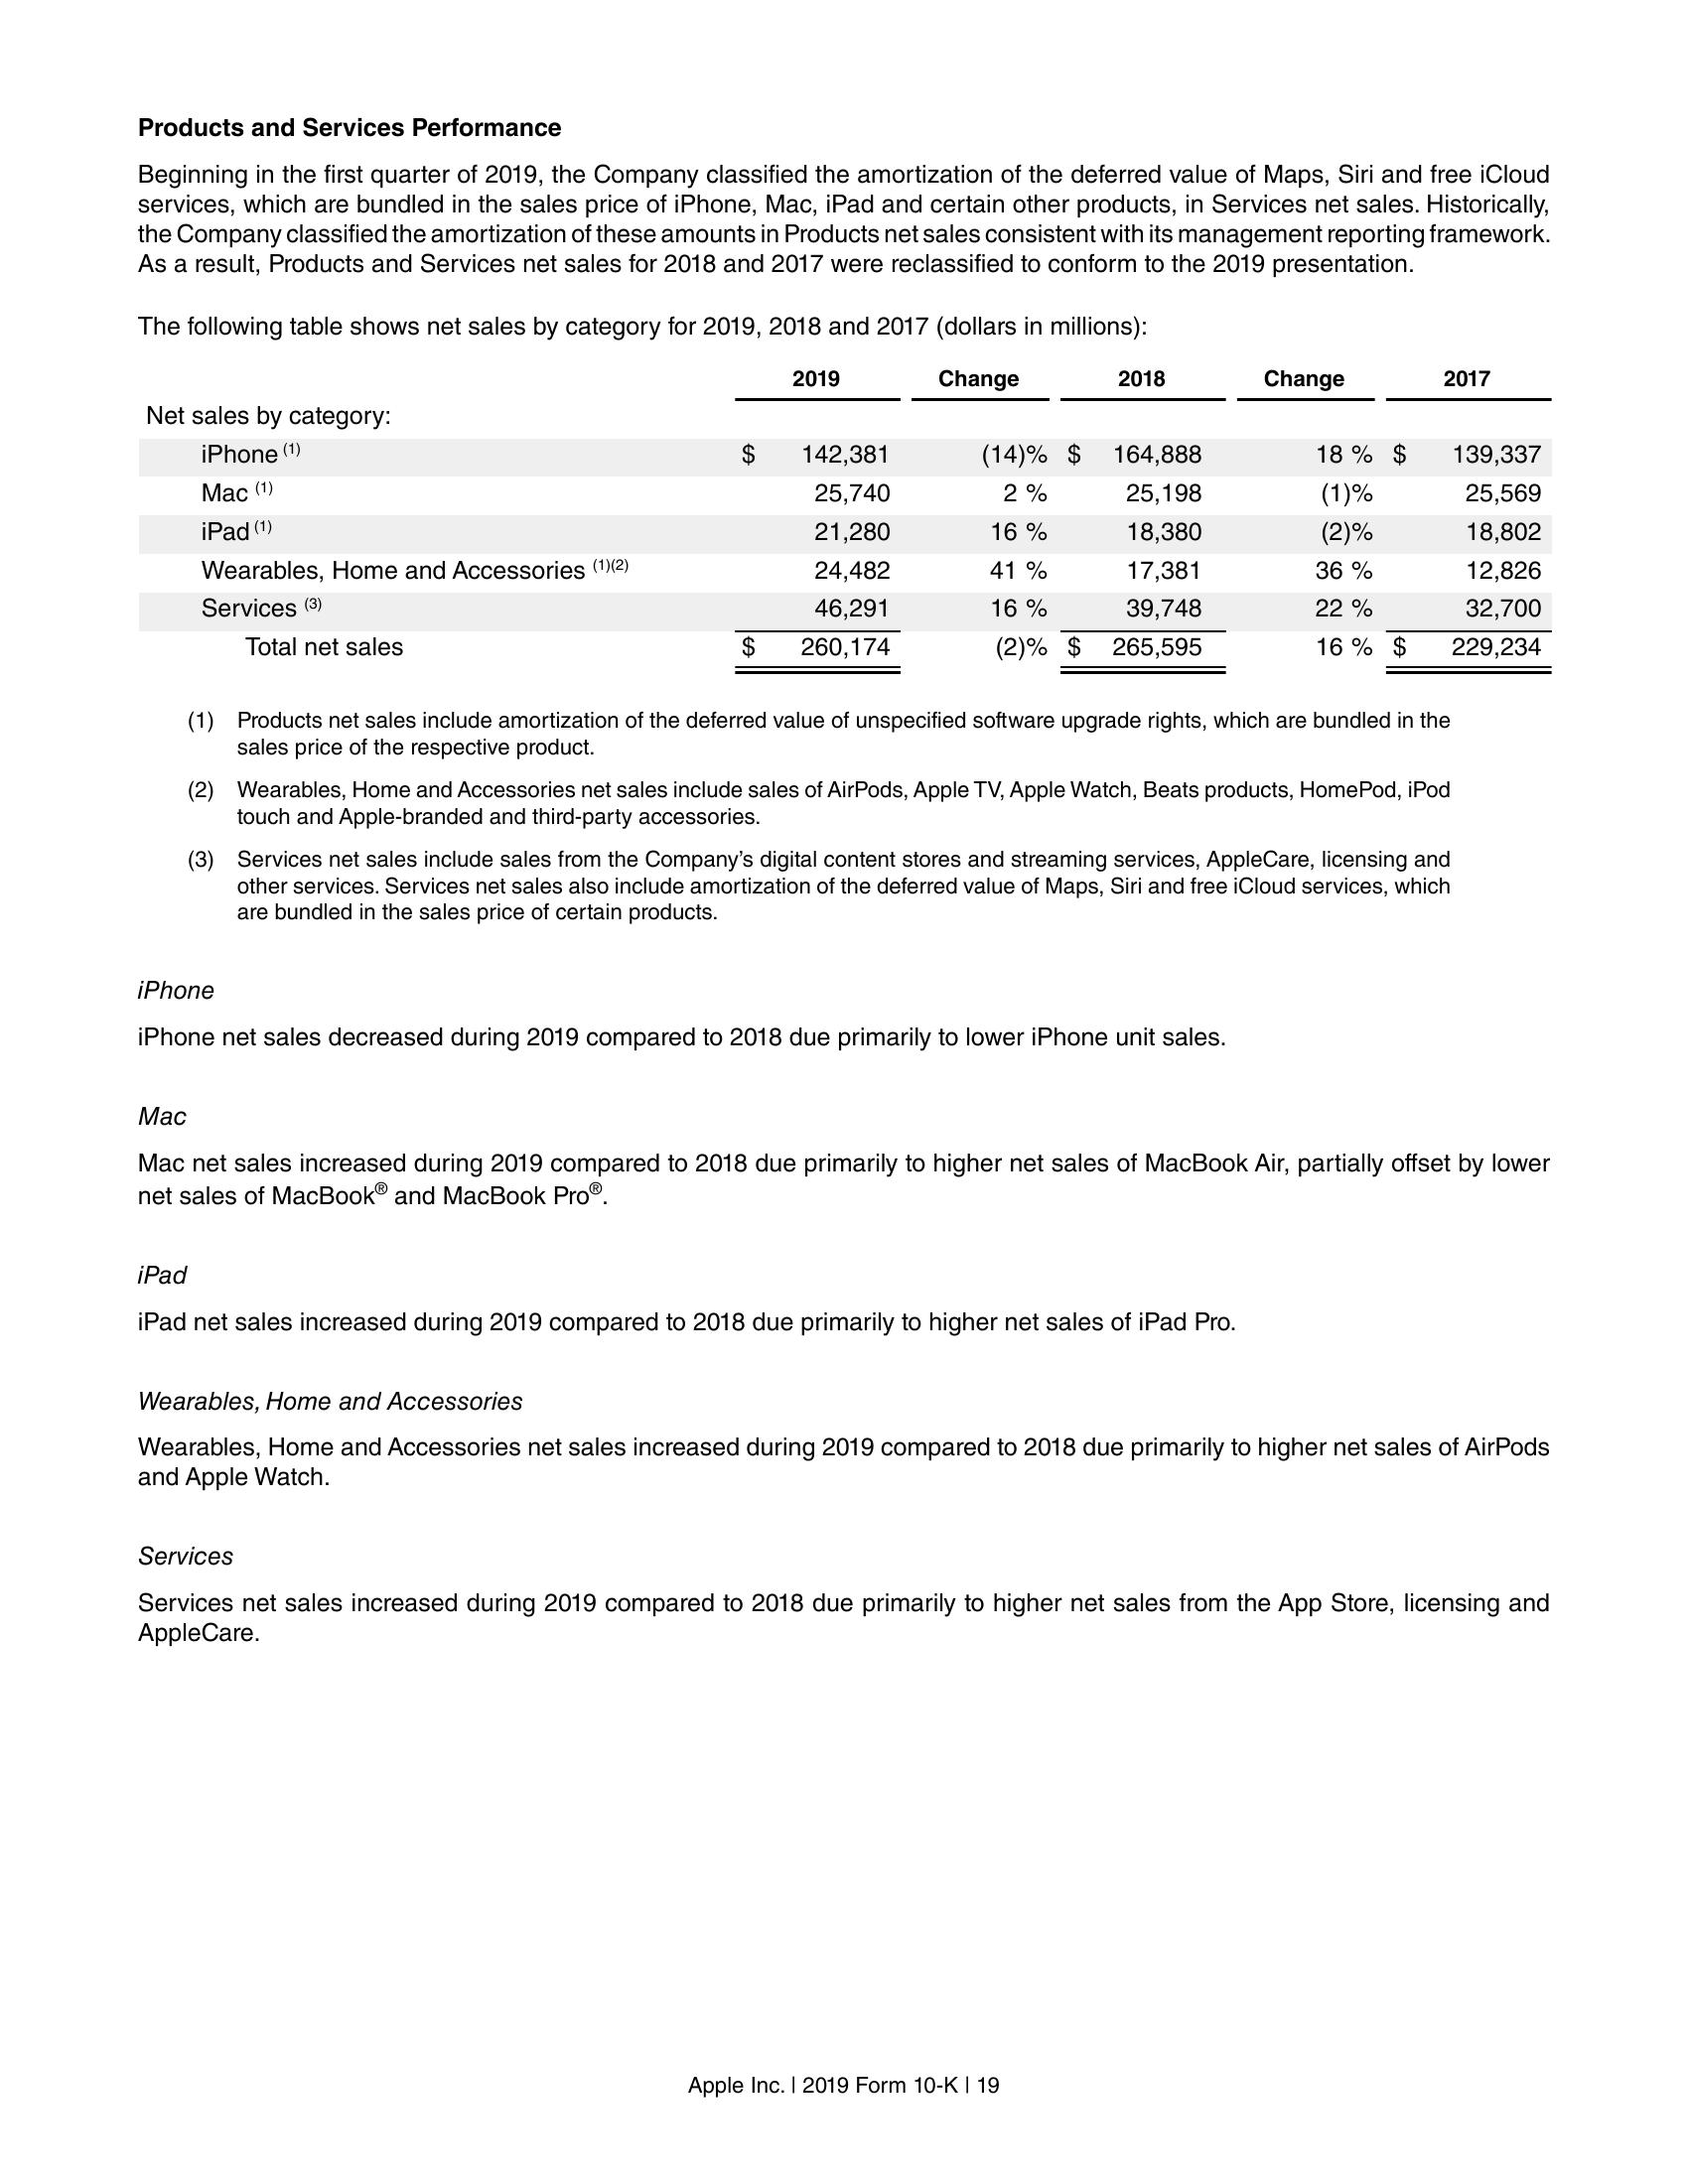 Products and Services Performance
Beginning in the first quarter of 2019, the Company classified the amortization of the deferred value of Maps, Siri and free iCloud
services, which are bundled in the sales price of iPhone, Mac, iPad and certain other products, in Services net sales. Historically,
the Company classified the amortization of these amounts in Products net sales consistent with its management reporting framework.
As a result, Products and Services net sales for 2018 and 2017 were reclassified to conform to the 2019 presentation.
The following table shows net sales by category for 2019, 2018 and 2017 (dollars in millions):
2019 Change 2018 Change 2017
Net sales by category:
iPhone (1) $ 142,381 (14)% $ 164,888 18 % $ 139,337
Mac (1) 25,740 2 % 25,198 (1)% 25,569
iPad (1) 21,280 16 % 18,380 (2)% 18,802
Wearables, Home and Accessories (1)(2) 24,482 41 % 17,381 36 % 12,826
Services (3) 46,291 16 % 39,748 22 % 32,700
Total net sales $ 260,174 (2)% $ 265,595 16 % $ 229,234
(1) Products net sales include amortization of the deferred value of unspecified software upgrade rights, which are bundled in the
sales price of the respective product.
(2) Wearables, Home and Accessories net sales include sales of AirPods, Apple TV, Apple Watch, Beats products, HomePod, iPod
touch and Apple-branded and third-party accessories.
(3) Services net sales include sales from the Company's digital content stores and streaming services, AppleCare, licensing and
other services. Services net sales also include amortization of the deferred value of Maps, Siri and free iCloud services, which
are bundled in the sales price of certain products.
iPhone
iPhone net sales decreased during 2019 compared to 2018 due primarily to lower iPhone unit sales.
Mac
Mac net sales increased during 2019 compared to 2018 due primarily to higher net sales of MacBook Air, partially offset by lower
net sales of MacBook® and MacBook Pro®.
iPad
iPad net sales increased during 2019 compared to 2018 due primarily to higher net sales of iPad Pro.
Wearables, Home and Accessories
Wearables, Home and Accessories net sales increased during 2019 compared to 2018 due primarily to higher net sales of AirPods
and Apple Watch.
Services
Services net sales increased during 2019 compared to 2018 due primarily to higher net sales from the App Store, licensing and
AppleCare.
Apple Inc. | 2019 Form 10-K | 19